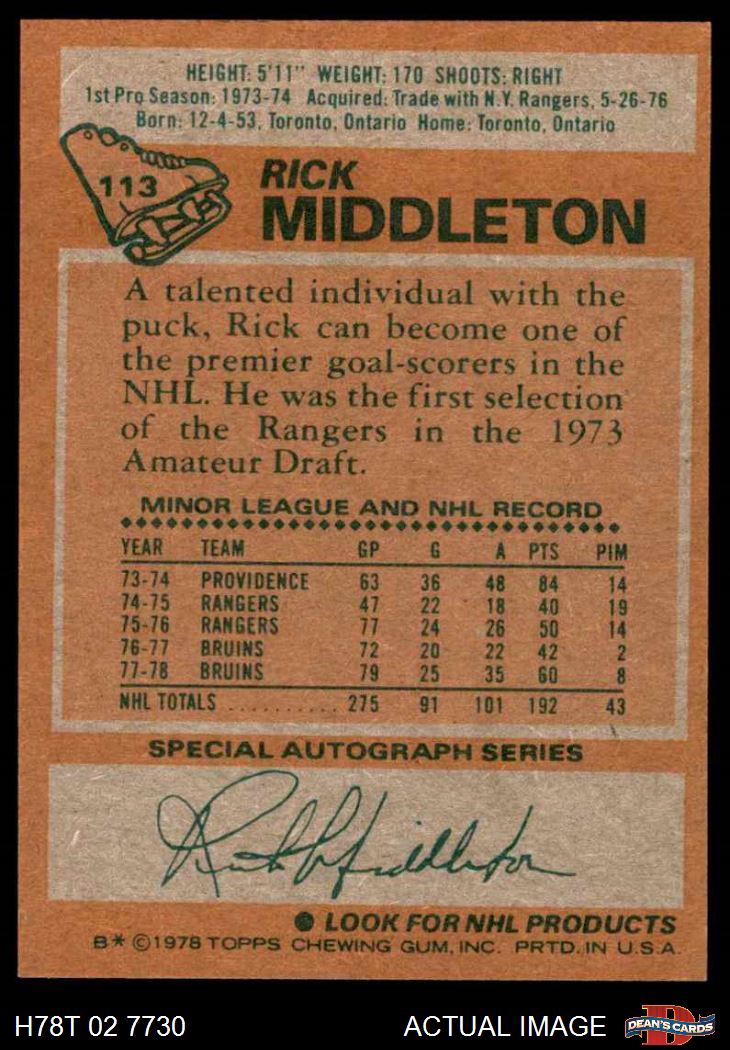 HEIGHT: 5'11" WEIGHT: 170 SHOOTS: RIGHT
1st Pro Season: 1973-74 Acquired: Trade with N.Y. Rangers, 5-26-76
Born: 12-4-53, Toronto, Ontario Home: Toronto, Ontario
113
RICK
MIDDLETON
A talented individual with the
puck, Rick can become one of
the premier goal-scorers in the
NHL. He was the first selection
of the Rangers in the 1973
Amateur Draft.
MINOR LEAGUE AND NHL RECORD
YEAR TEAM GP G A PTS PIM
73-74 PROVIDENCE 63 36 48 84 14
74-75 RANGERS 47 22 18 40 19
75-76 RANGERS 77 24 26 50 14
76-77 BRUINS 72 20 22 42 2
77-78 BRUINS 79 25 35 60 8
NHL TOTALS .......... 275 91 101 192 43
SPECIAL AUTOGRAPH SERIES
Rick Middleton
● LOOK FOR NHL PRODUCTS
B* ©1978 TOPPS CHEWING GUM, INC. PRTD. IN U.S.A.
H78T 02 7730 ACTUAL IMAGE D DEAN'S CARDS